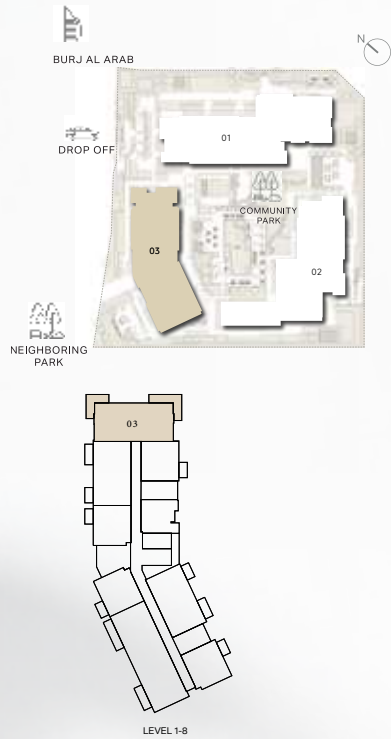 N
BURJ AL ARAB
DROP OFF
01
COMMUNITY
PARK
03
02
NEIGHBORING
PARK
03
LEVEL 1-8